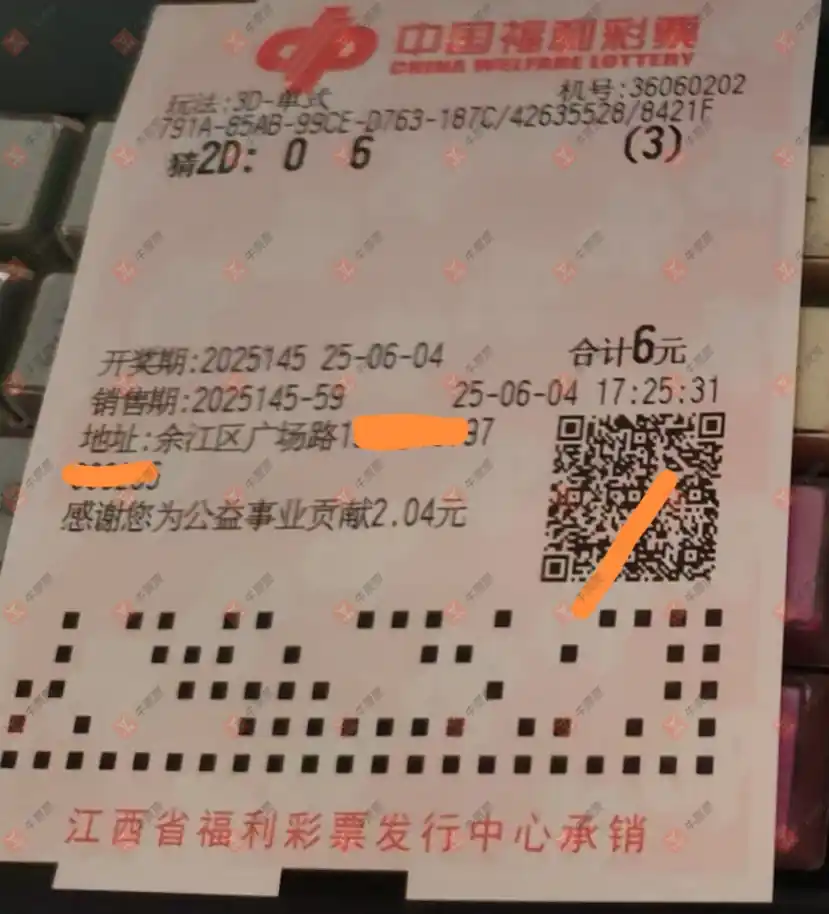 中国福利彩票
CHINA WELFARE LOTTERY
玩法:3D-单式 机号:36060202
791A-85AB-99CE-D763-187C/42635528/8421F
猜2D: 0 6 (3)
开奖期:2025145 25-06-04 合计6元
销售期:2025145-59 25-06-04 17:25:31
地址:余江区广场路1 97
感谢您为公益事业贡献2.04元
江西省福利彩票发行中心承销